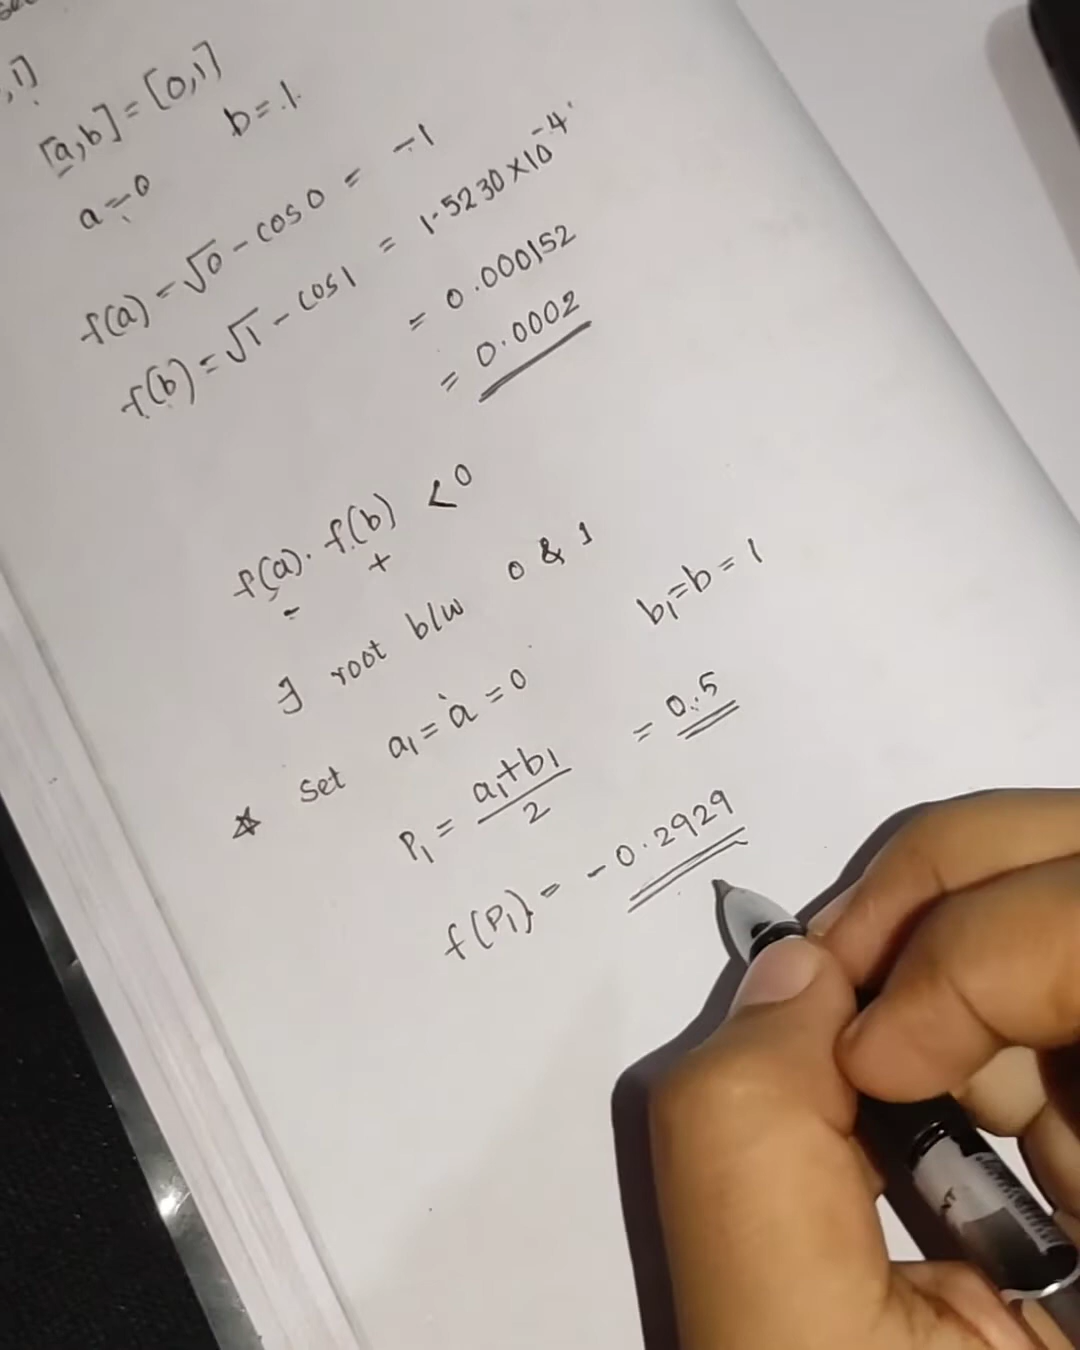 ,1]
[a,b] = [0,1]
a = 0 b = 1.
f(a) = √0 - cos 0 = -1
f(b) = √1 - cos 1 = 1.5230 × 10⁻⁴
= 0.000152
= 0.0002
f(a). f(b) < 0
- +
∃ root b/w 0 & 1
☆ Set a₁ = a = 0 b₁ = b = 1
P₁ = (a₁+b₁)/2 = 0.5
f(P₁) = -0.2929